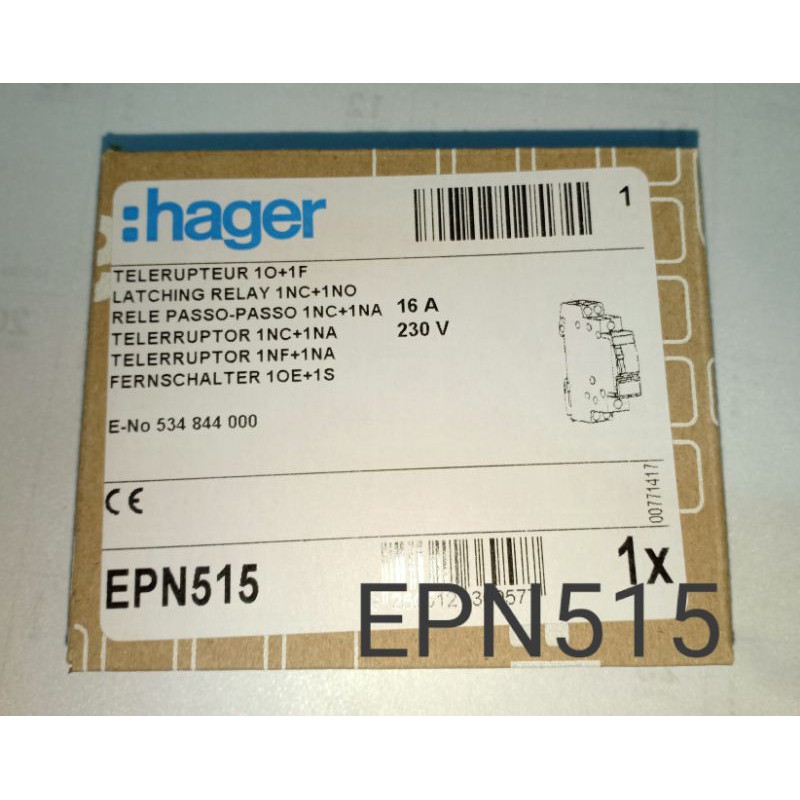 :hager
1
TELERUPTEUR 1O+1F
LATCHING RELAY 1NC+1NO
RELE PASSO-PASSO 1NC+1NA 16 A
TELERRUPTOR 1NC+1NA 230 V
TELERRUPTOR 1NF+1NA
FERNSCHALTER 1OE+1S
E-No 534 844 000
00771417
CE
EPN515
1x
EPN515